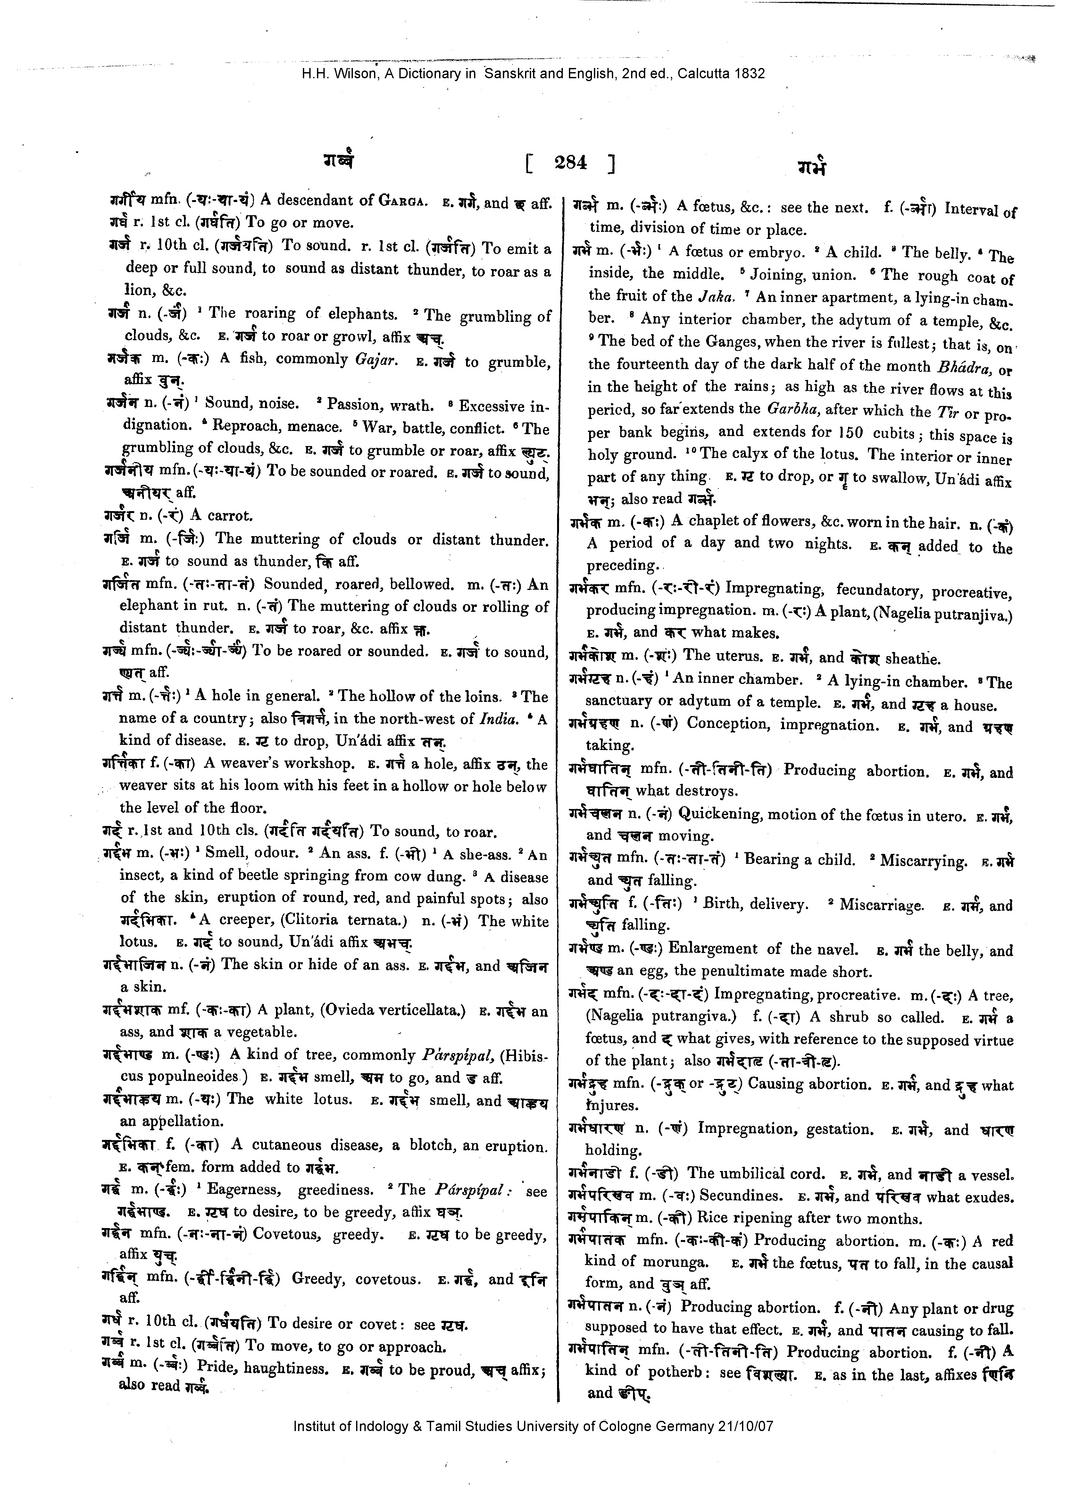 H.H. Wilson, A Dictionary in Sanskrit and English, 2nd ed., Calcutta 1832
गर्व्व
[ 284 ]
गर्भ
गर्गीय mfn. (-यः-या-यं) A descendant of GARGA. E. गर्ग, and छ aff.
गर्घ r. 1st cl. (गर्घति) To go or move.
गर्ज r. 10th cl. (गर्जयति) To sound. r. 1st cl. (गर्जति) To emit a
deep or full sound, to sound as distant thunder, to roar as a
lion, &c.
गर्ज n. (-र्जं) ¹ The roaring of elephants. ² The grumbling of
clouds, &c. E. गर्ज to roar or growl, affix अच्.
गर्जक m. (-कः) A fish, commonly Gajar. E. गर्ज to grumble,
affix वुन्.
गर्जन n. (-नं) ¹ Sound, noise. ² Passion, wrath. ³ Excessive in-
dignation. ⁴ Reproach, menace. ⁵ War, battle, conflict. ⁶ The
grumbling of clouds, &c. E. गर्ज to grumble or roar, affix ल्युट्.
गर्जनीय mfn. (-यः-या-यं) To be sounded or roared. E. गर्ज to sound,
अनीयर् aff.
गर्जर n. (-रं) A carrot.
गर्जि m. (-र्जिः) The muttering of clouds or distant thunder.
E. गर्ज to sound as thunder, कि aff.
गर्जित mfn. (-तः-ता-तं) Sounded, roared, bellowed. m. (-तः) An
elephant in rut. n. (-तं) The muttering of clouds or rolling of
distant thunder. E. गर्ज to roar, &c. affix क्त.
गर्ज्य mfn. (-र्ज्यः-र्ज्या-र्ज्यं) To be roared or sounded. E. गर्ज to sound,
ण्यत् aff.
गर्त्त m. (-र्त्तः) ¹ A hole in general. ² The hollow of the loins. ³ The
name of a country; also त्रिगर्त्त, in the north-west of India. ⁴ A
kind of disease. E. गॄ to drop, Un'ádi affix तन्.
गर्त्तिका f. (-का) A weaver's workshop. E. गर्त्त a hole, affix ठन्, the
weaver sits at his loom with his feet in a hollow or hole below
the level of the floor.
गर्द r. 1st and 10th cls. (गर्दति गर्दयति) To sound, to roar.
गर्द्दभ m. (-भः) ¹ Smell, odour. ² An ass. f. (-भी) ¹ A she-ass. ² An
insect, a kind of beetle springing from cow dung. ³ A disease
of the skin, eruption of round, red, and painful spots; also
गर्दभिका. ⁴ A creeper, (Clitoria ternata.) n. (-भं) The white
lotus. E. गर्द to sound, Un'ádi affix अभच्.
गर्द्दभाजिन n. (-नं) The skin or hide of an ass. E. गर्द्दभ, and अजिन
a skin.
गर्द्दभशाक mf. (-कः-का) A plant, (Ovieda verticellata.) E. गर्द्दभ an
ass, and शाक a vegetable.
गर्द्दभाण्ड m. (-ण्डः) A kind of tree, commonly Párspípal, (Hibis-
cus populneoides.) E. गर्द्दभ smell, अम to go, and ड aff.
गर्द्दभाह्वय m. (-यः) The white lotus. E. गर्द्दभ smell, and आह्वय
an appellation.
गर्द्दभिका f. (-का) A cutaneous disease, a blotch, an eruption.
E. कन् fem. form added to गर्द्दभ.
गर्द्ध m. (-र्द्धः) ¹ Eagerness, greediness. ² The Párspípal: see
गर्द्दभाण्ड. E. गृध to desire, to be greedy, affix घञ्.
गर्द्धन mfn. (-नः-ना-नं) Covetous, greedy. E. गृध to be greedy,
affix युच्.
गर्द्धिन् mfn. (-र्द्धी-र्द्धिनी-र्द्धि) Greedy, covetous. E. गर्द्ध, and इनि
aff.
गर्ध r. 10th cl. (गर्धयति) To desire or covet: see गृध.
गर्ब्ब r. 1st cl. (गर्ब्बति) To move, to go or approach.
गर्ब्ब m. (-र्ब्बः) Pride, haughtiness. E. गर्ब्ब to be proud, अच् affix;
also read गर्व्व.
गर्ब्भ m. (-र्ब्भः) A fœtus, &c.: see the next. f. (-र्ब्भा) Interval of
time, division of time or place.
गर्भ m. (-र्भः) ¹ A fœtus or embryo. ² A child. ³ The belly. ⁴ The
inside, the middle. ⁵ Joining, union. ⁶ The rough coat of
the fruit of the Jaka. ⁷ An inner apartment, a lying-in cham-
ber. ⁸ Any interior chamber, the adytum of a temple, &c.
⁹ The bed of the Ganges, when the river is fullest; that is, on
the fourteenth day of the dark half of the month Bhádra, or
in the height of the rains; as high as the river flows at this
period, so far extends the Garbha, after which the Tír or pro-
per bank begins, and extends for 150 cubits; this space is
holy ground. ¹⁰ The calyx of the lotus. The interior or inner
part of any thing. E. गॄ to drop, or गॄ to swallow, Un'ádi affix
भन्; also read गर्ब्भ.
गर्भक m. (-कः) A chaplet of flowers, &c. worn in the hair. n. (-कं)
A period of a day and two nights. E. कन् added to the
preceding.
गर्भकर mfn. (-रः-री-रं) Impregnating, fecundatory, procreative,
producing impregnation. m. (-रः) A plant, (Nagelia putranjiva.)
E. गर्भ, and कर what makes.
गर्भकोश m. (-शः) The uterus. E. गर्भ, and कोश sheathe.
गर्भगृह n. (-हं) ¹ An inner chamber. ² A lying-in chamber. ³ The
sanctuary or adytum of a temple. E. गर्भ, and गृह a house.
गर्भग्रहण n. (-णं) Conception, impregnation. E. गर्भ, and ग्रहण
taking.
गर्भघातिन् mfn. (-ती-तिनी-ति) Producing abortion. E. गर्भ, and
घातिन् what destroys.
गर्भचलन n. (-नं) Quickening, motion of the fœtus in utero. E. गर्भ,
and चलन moving.
गर्भच्युत mfn. (-तः-ता-तं) ¹ Bearing a child. ² Miscarrying. E. गर्भ
and च्युत falling.
गर्भच्युति f. (-तिः) ¹ Birth, delivery. ² Miscarriage. E. गर्भ, and
च्युति falling.
गर्भण्ड m. (-ण्डः) Enlargement of the navel. E. गर्भ the belly, and
अण्ड an egg, the penultimate made short.
गर्भद mfn. (-दः-दा-दं) Impregnating, procreative. m. (-दः) A tree,
(Nagelia putrangiva.) f. (-दा) A shrub so called. E. गर्भ a
fœtus, and द what gives, with reference to the supposed virtue
of the plant; also गर्भदातृ (-ता-त्री-तृ).
गर्भद्रुह mfn. (-द्रुक् or -द्रुट्) Causing abortion. E. गर्भ, and द्रुह what
injures.
गर्भधारण n. (-णं) Impregnation, gestation. E. गर्भ, and धारण
holding.
गर्भनाडी f. (-डी) The umbilical cord. E. गर्भ, and नाडी a vessel.
गर्भपरिस्रव m. (-वः) Secundines. E. गर्भ, and परिस्रव what exudes.
गर्भपाकिन् m. (-की) Rice ripening after two months.
गर्भपातक mfn. (-कः-की-कं) Producing abortion. m. (-कः) A red
kind of morunga. E. गर्भ the fœtus, पत to fall, in the causal
form, and वुञ् aff.
गर्भपातन n. (-नं) Producing abortion. f. (-नी) Any plant or drug
supposed to have that effect. E. गर्भ, and पातन causing to fall.
गर्भपातिन् mfn. (-ती-तिनी-ति) Producing abortion. f. (-नी) A
kind of potherb: see विशल्या. E. as in the last, affixes णिनि
and ङीप्.
Institut of Indology & Tamil Studies University of Cologne Germany 21/10/07